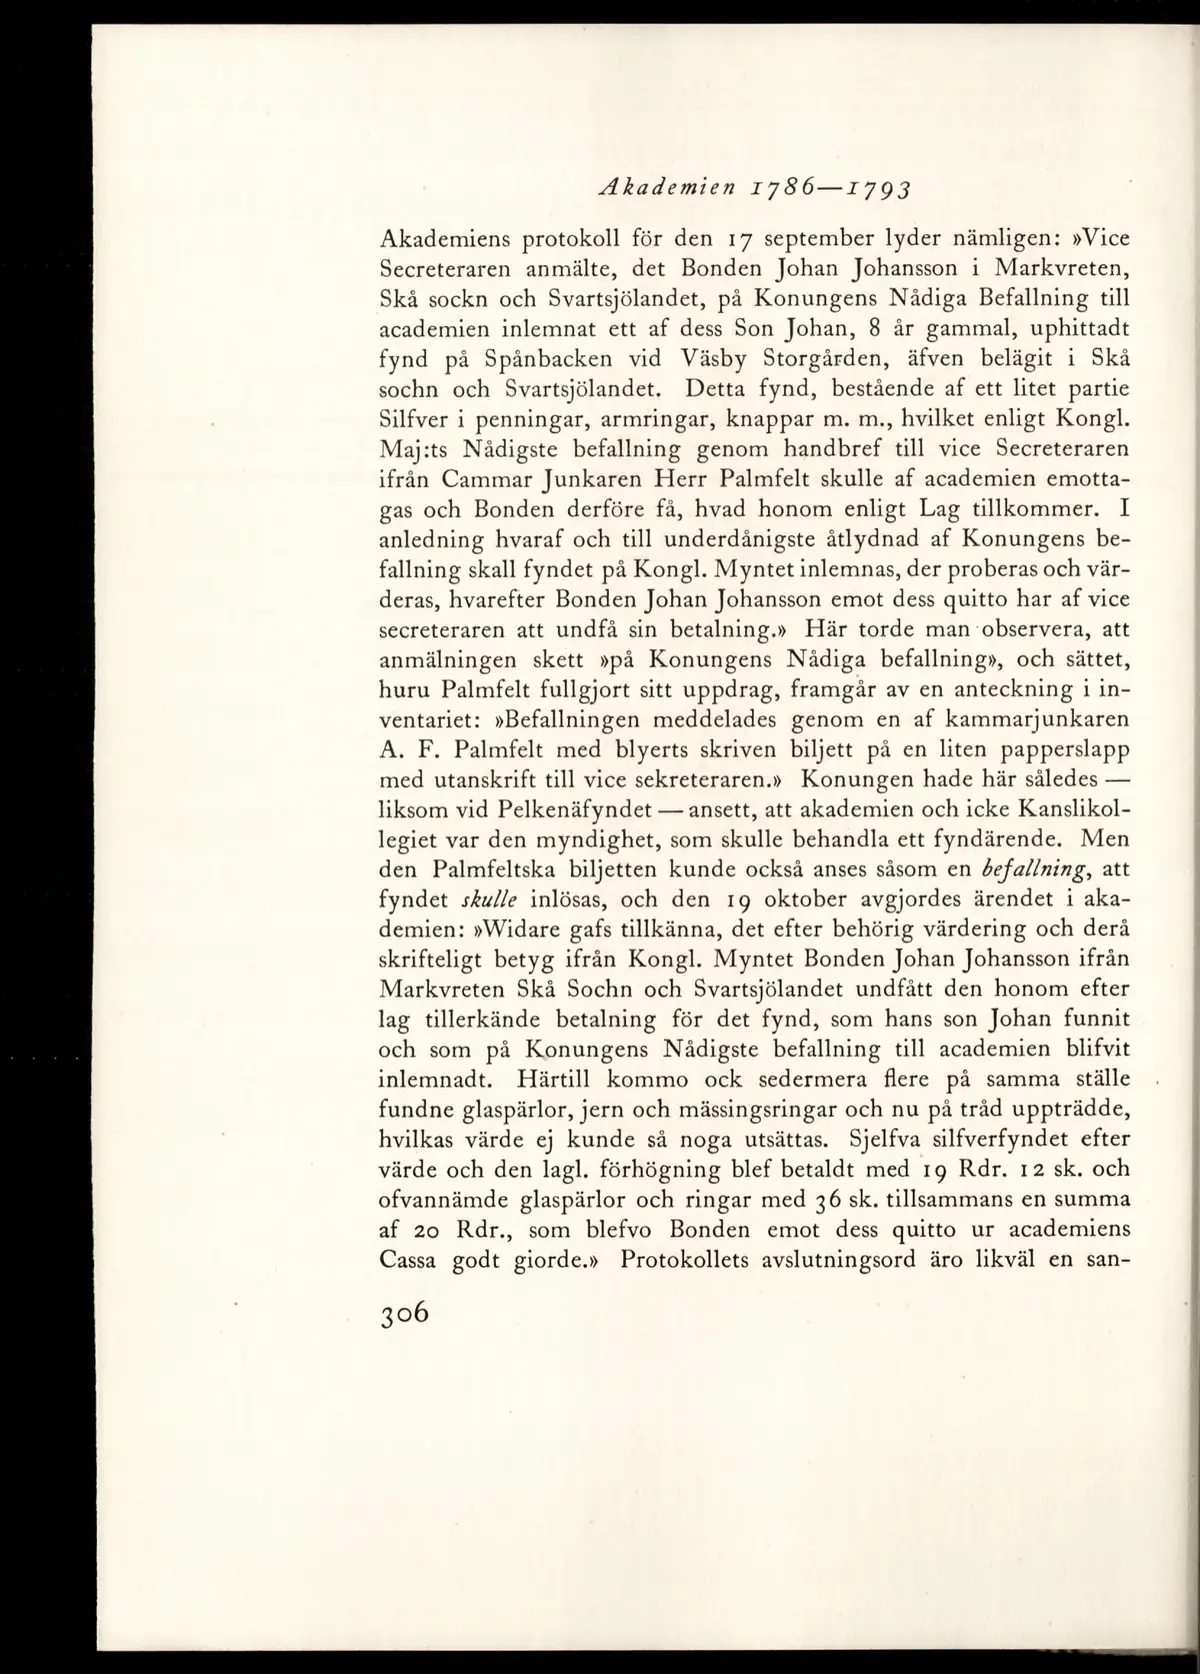 Akademien 1786—1793
Akademiens protokoll för den 17 september lyder nämligen: »Vice
Secreteraren anmälte, det Bonden Johan Johansson i Markvreten,
Skå sockn och Svartsjölandet, på Konungens Nådiga Befallning till
academien inlemnat ett af dess Son Johan, 8 år gammal, uphittadt
fynd på Spånbacken vid Väsby Storgården, äfven belägit i Skå
sochn och Svartsjölandet. Detta fynd, bestående af ett litet partie
Silfver i penningar, armringar, knappar m. m., hvilket enligt Kongl.
Maj:ts Nådigste befallning genom handbref till vice Secreteraren
ifrån Cammar Junkaren Herr Palmfelt skulle af academien emotta-
gas och Bonden derföre få, hvad honom enligt Lag tillkommer. I
anledning hvaraf och till underdånigste åtlydnad af Konungens be-
fallning skall fyndet på Kongl. Myntet inlemnas, der proberas och vär-
deras, hvarefter Bonden Johan Johansson emot dess quitto har af vice
secreteraren att undfå sin betalning.» Här torde man observera, att
anmälningen skett »på Konungens Nådiga befallning», och sättet,
huru Palmfelt fullgjort sitt uppdrag, framgår av en anteckning i in-
ventariet: »Befallningen meddelades genom en af kammarjunkaren
A. F. Palmfelt med blyerts skriven biljett på en liten papperslapp
med utanskrift till vice sekreteraren.» Konungen hade här således —
liksom vid Pelkenäfyndet — ansett, att akademien och icke Kanslikol-
legiet var den myndighet, som skulle behandla ett fyndärende. Men
den Palmfeltska biljetten kunde också anses såsom en befallning, att
fyndet skulle inlösas, och den 19 oktober avgjordes ärendet i aka-
demien: »Widare gafs tillkänna, det efter behörig värdering och derå
skrifteligt betyg ifrån Kongl. Myntet Bonden Johan Johansson ifrån
Markvreten Skå Sochn och Svartsjölandet undfått den honom efter
lag tillerkände betalning för det fynd, som hans son Johan funnit
och som på Konungens Nådigste befallning till academien blifvit
inlemnadt. Härtill kommo ock sedermera flere på samma ställe
fundne glaspärlor, jern och mässingsringar och nu på tråd uppträdde,
hvilkas värde ej kunde så noga utsättas. Sjelfva silfverfyndet efter
värde och den lagl. förhögning blef betaldt med 19 Rdr. 12 sk. och
ofvannämde glaspärlor och ringar med 36 sk. tillsammans en summa
af 20 Rdr., som blefvo Bonden emot dess quitto ur academiens
Cassa godt giorde.» Protokollets avslutningsord äro likväl en san-
306